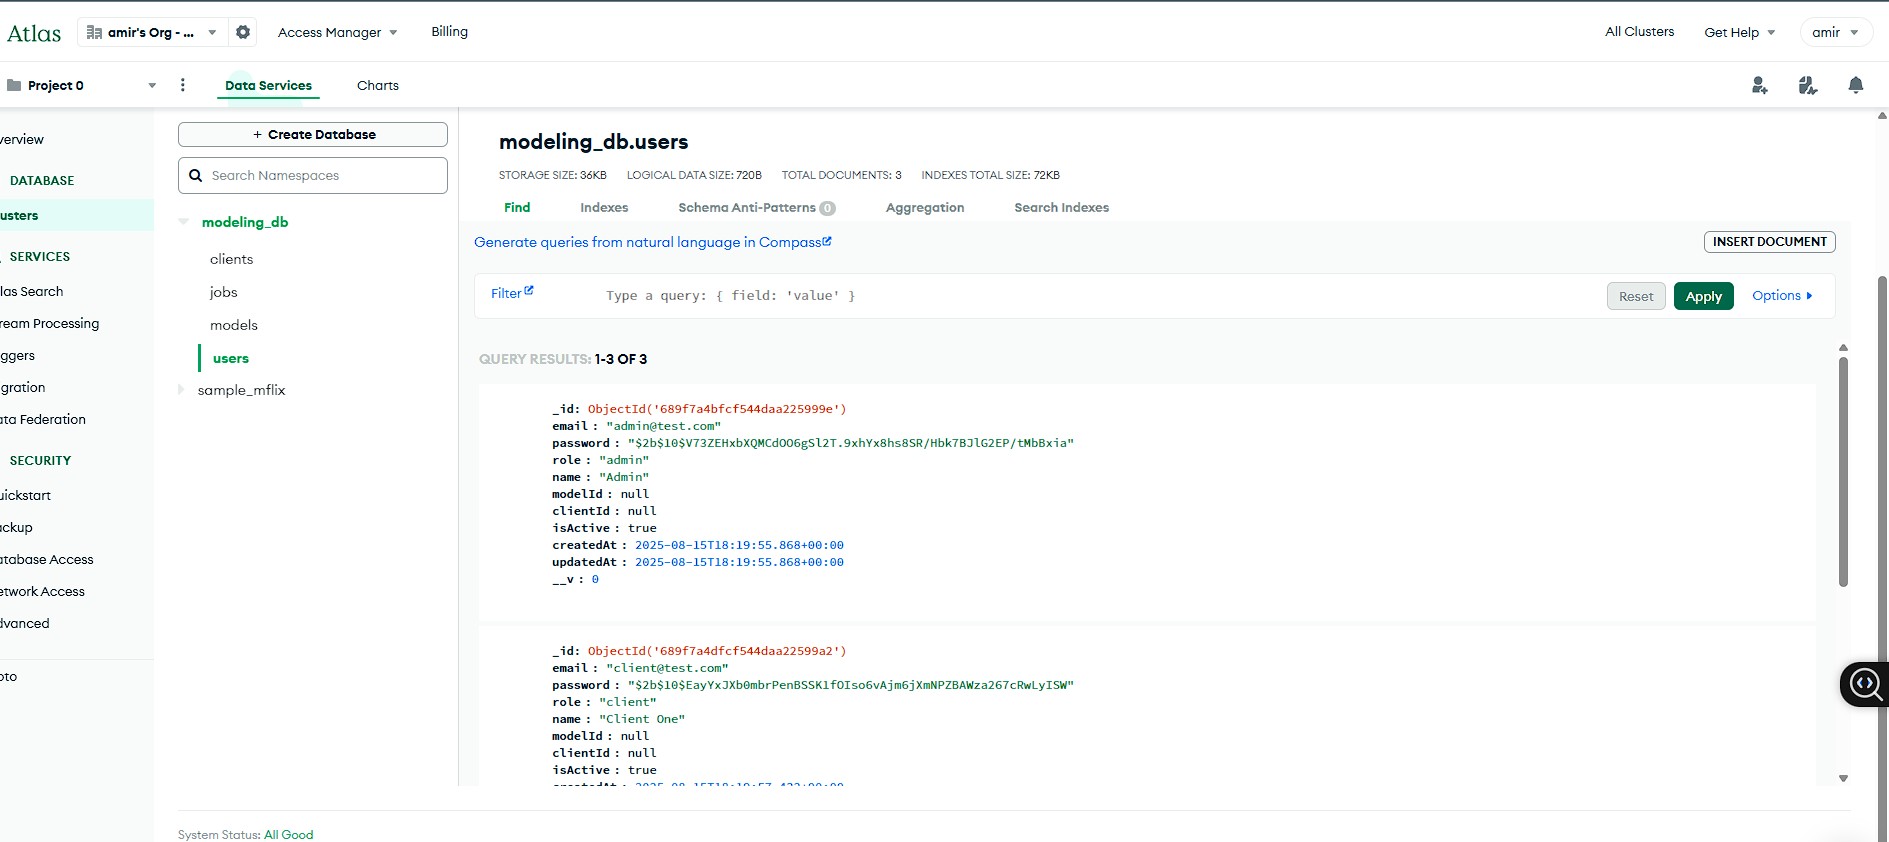 Atlas
amir's Org - ...
Access Manager
Billing
All Clusters
Get Help
amir
Project 0
Data Services
Charts
verview
DATABASE
usters
SERVICES
las Search
ream Processing
ggers
gration
ata Federation
SECURITY
uickstart
ackup
atabase Access
etwork Access
dvanced
oto
+ Create Database
Search Namespaces
modeling_db
clients
jobs
models
users
sample_mflix
modeling_db.users
STORAGE SIZE: 36KB LOGICAL DATA SIZE: 720B TOTAL DOCUMENTS: 3 INDEXES TOTAL SIZE: 72KB
Find Indexes Schema Anti-Patterns 0 Aggregation Search Indexes
Generate queries from natural language in Compass
INSERT DOCUMENT
Filter
Type a query: { field: 'value' }
Reset
Apply
Options
QUERY RESULTS: 1-3 OF 3
_id: ObjectId('689f7a4bfcf544daa225999e')
email : "admin@test.com"
password : "$2b$10$V73ZEHxbXQMCdOO6gSl2T.9xhYx8hs8SR/Hbk7BJlG2EP/tMbBxia"
role : "admin"
name : "Admin"
modelId : null
clientId : null
isActive : true
createdAt : 2025-08-15T18:19:55.868+00:00
updatedAt : 2025-08-15T18:19:55.868+00:00
__v : 0
_id: ObjectId('689f7a4dfcf544daa22599a2')
email : "client@test.com"
password : "$2b$10$EayYxJXb0mbrPenBSSK1fOIso6vAjm6jXmNPZBAWza267cRwLyISW"
role : "client"
name : "Client One"
modelId : null
clientId : null
isActive : true
System Status: All Good